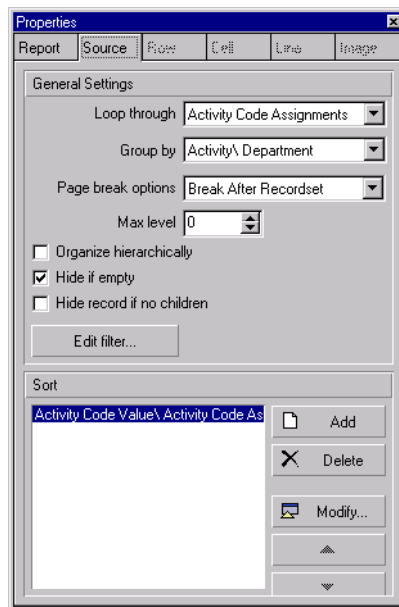 Properties
Report Source Row Cell Line Image
General Settings
Loop through Activity Code Assignments
Group by Activity\ Department
Page break options Break After Recordset
Max level 0
Organize hierarchically
Hide if empty
Hide record if no children
Edit filter...
Sort
Activity Code Value\ Activity Code As
Add
Delete
Modify...